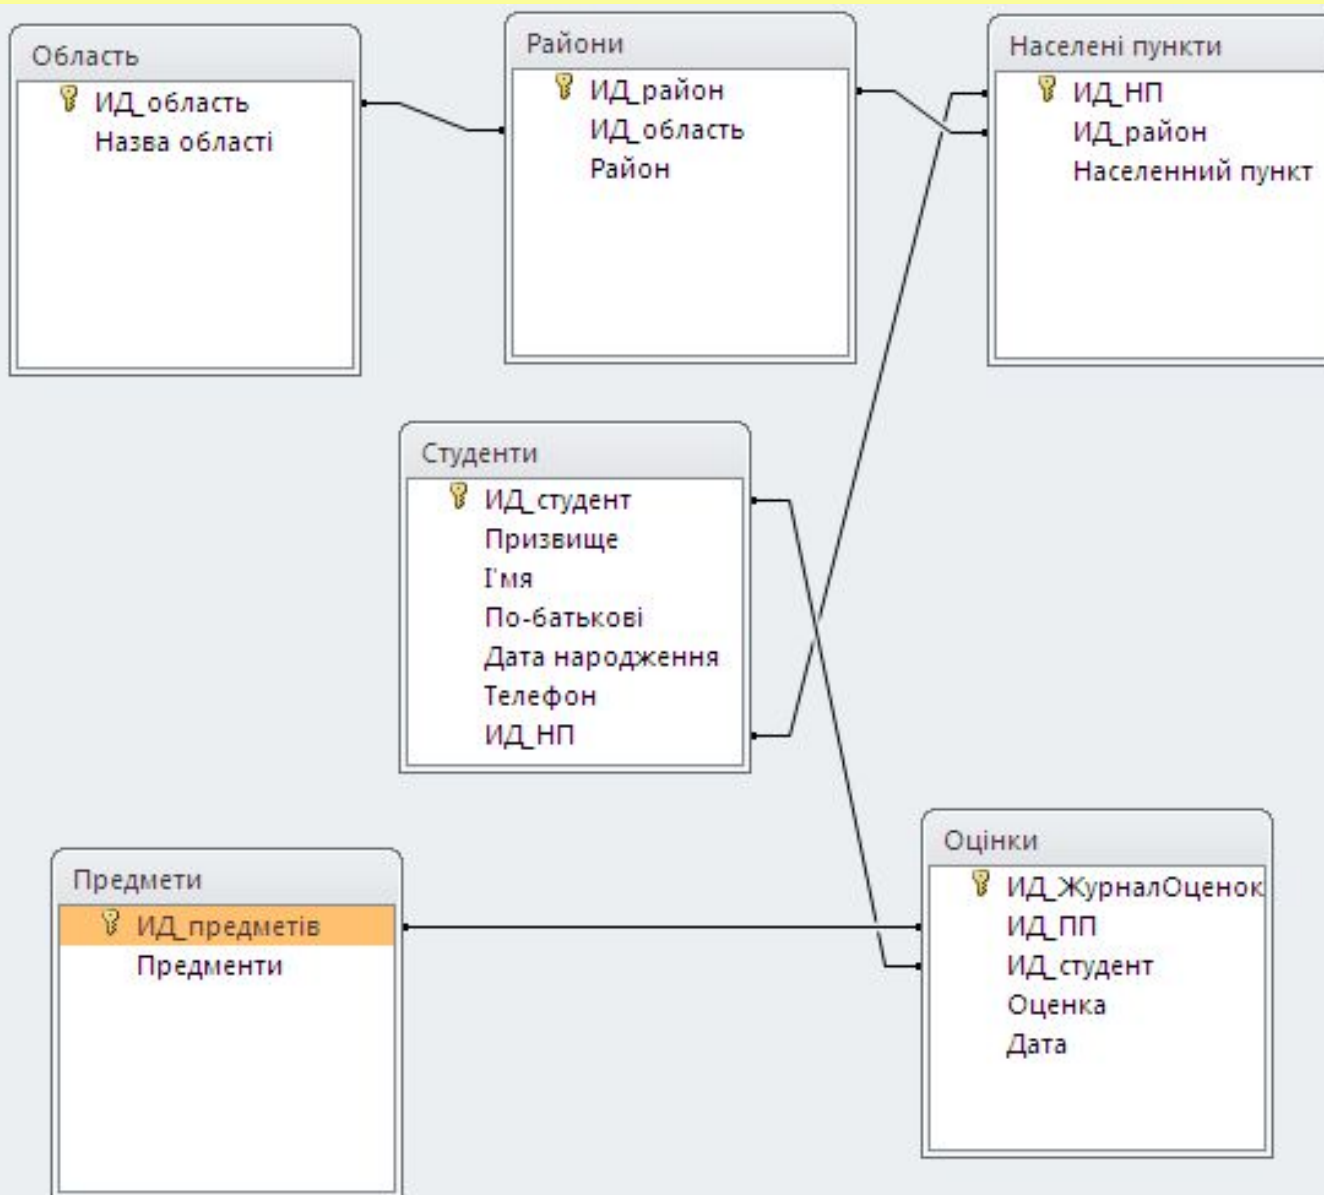 Область
ИД_область
Назва області
Райони
ИД_район
ИД_область
Район
Населені пункти
ИД_НП
ИД_район
Населенний пункт
Студенти
ИД_студент
Призвище
І'мя
По-батькові
Дата народження
Телефон
ИД_НП
Предмети
ИД_предметів
Предменти
Оцінки
ИД_ЖурналОценок
ИД_ПП
ИД_студент
Оценка
Дата